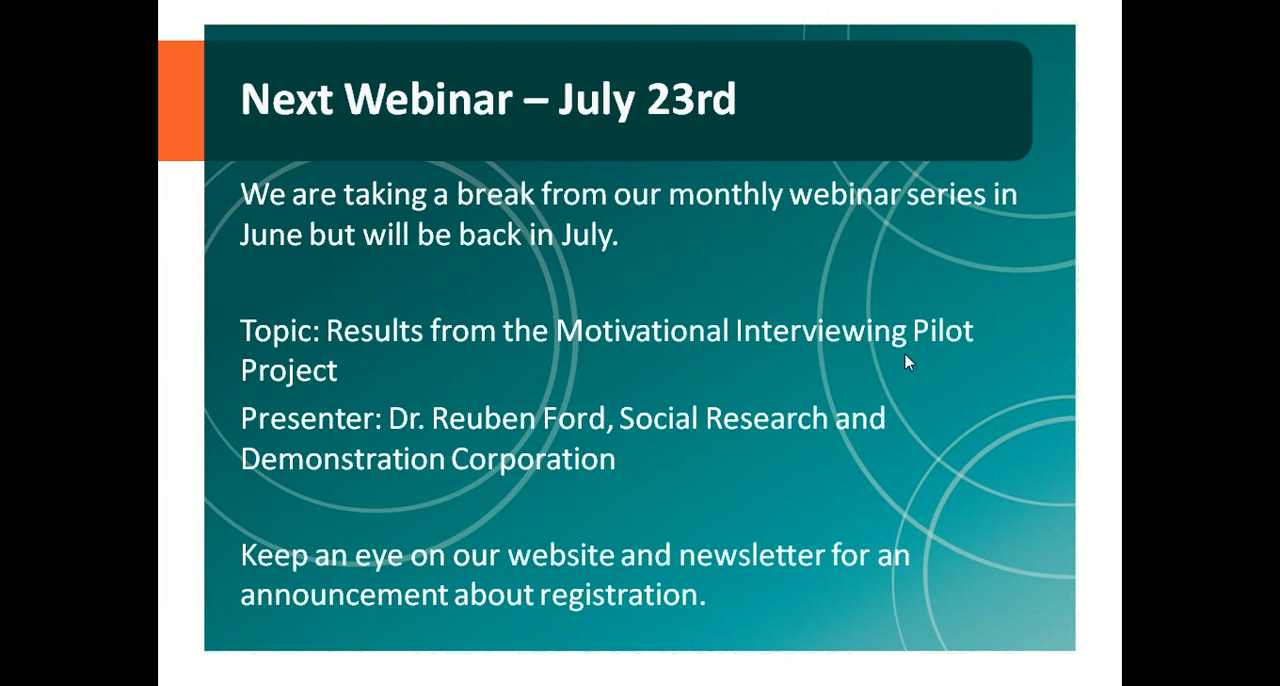 Next Webinar – July 23rd
We are taking a break from our monthly webinar series in
June but will be back in July.
Topic: Results from the Motivational Interviewing Pilot
Project
Presenter: Dr. Reuben Ford, Social Research and
Demonstration Corporation
Keep an eye on our website and newsletter for an
announcement about registration.